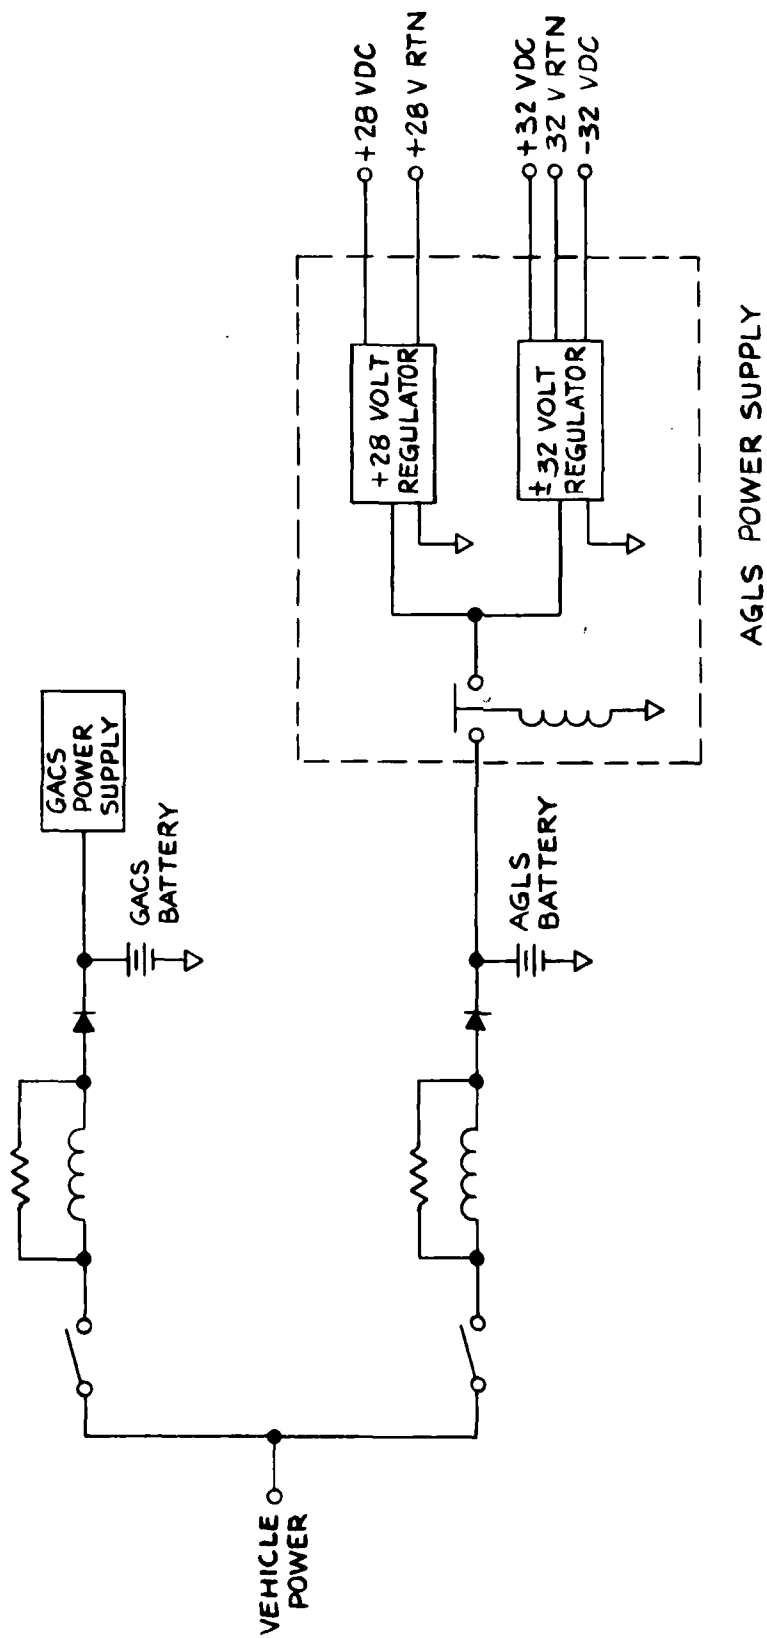 VEHICLE
POWER
GACS
POWER
SUPPLY
GACS
BATTERY
AGLS
BATTERY
+28 VOLT
REGULATOR
±32 VOLT
REGULATOR
+28 VDC
+28 V RTN
+32 VDC
32 V RTN
-32 VDC
AGLS POWER SUPPLY